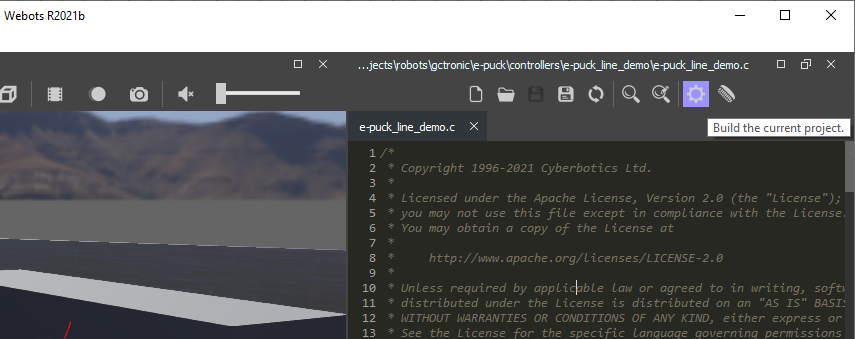 Webots R2021b
...jects\robots\gctronic\e-puck\controllers\e-puck_line_demo\e-puck_line_demo.c
e-puck_line_demo.c
Build the current project.
1 /*
2 * Copyright 1996-2021 Cyberbotics Ltd.
3 *
4 * Licensed under the Apache License, Version 2.0 (the "License");
5 * you may not use this file except in compliance with the License.
6 * You may obtain a copy of the License at
7 *
8 * http://www.apache.org/licenses/LICENSE-2.0
9 *
10 * Unless required by applicable law or agreed to in writing, softw
11 * distributed under the License is distributed on an "AS IS" BASIS
12 * WITHOUT WARRANTIES OR CONDITIONS OF ANY KIND, either express or
13 * See the License for the specific language governing permissions